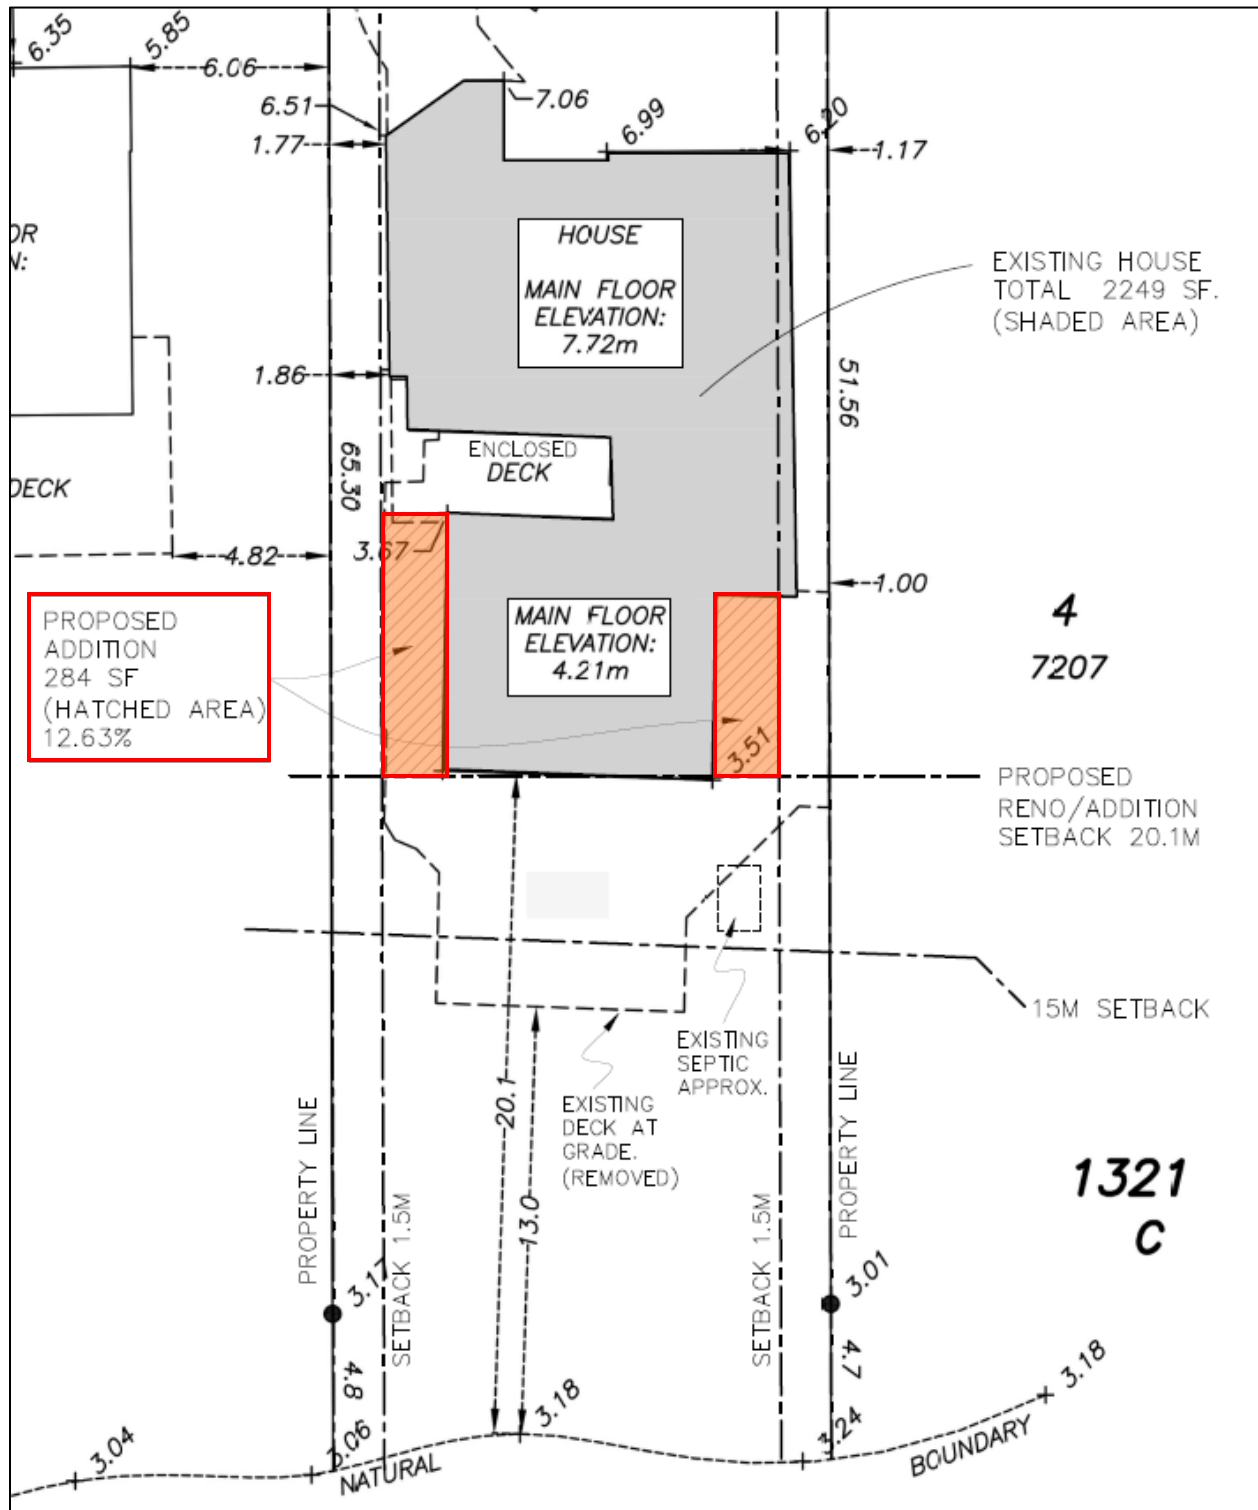 6.35
5.85
6.06
6.51
1.77
7.06
6.99
6.20
1.17
OR
N:
HOUSE
MAIN FLOOR
ELEVATION:
7.72m
EXISTING HOUSE
TOTAL 2249 SF.
(SHADED AREA)
1.86
51.56
65.30
ENCLOSED
DECK
DECK
4.82
3.67
1.00
PROPOSED
ADDITION
284 SF
(HATCHED AREA)
12.63%
MAIN FLOOR
ELEVATION:
4.21m
4
7207
3.51
PROPOSED
RENO/ADDITION
SETBACK 20.1M
15M SETBACK
EXISTING
SEPTIC
APPROX.
EXISTING
DECK AT
GRADE.
(REMOVED)
20.1
13.0
PROPERTY LINE
SETBACK 1.5M
SETBACK 1.5M
PROPERTY LINE
1321
C
3.17
3.01
4.8
4.7
3.18
3.18
3.04
3.06
3.24
NATURAL
BOUNDARY